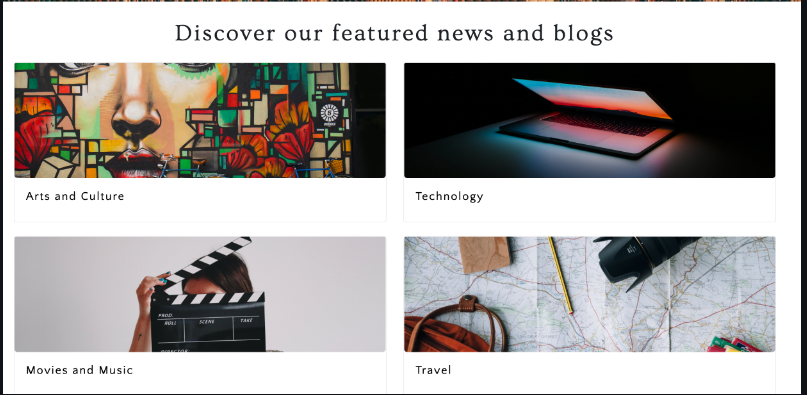 Discover our featured news and blogs
Arts and Culture
Technology
PROD.
ROLL SCENE TAKE
DIRECTOR
Movies and Music
Travel